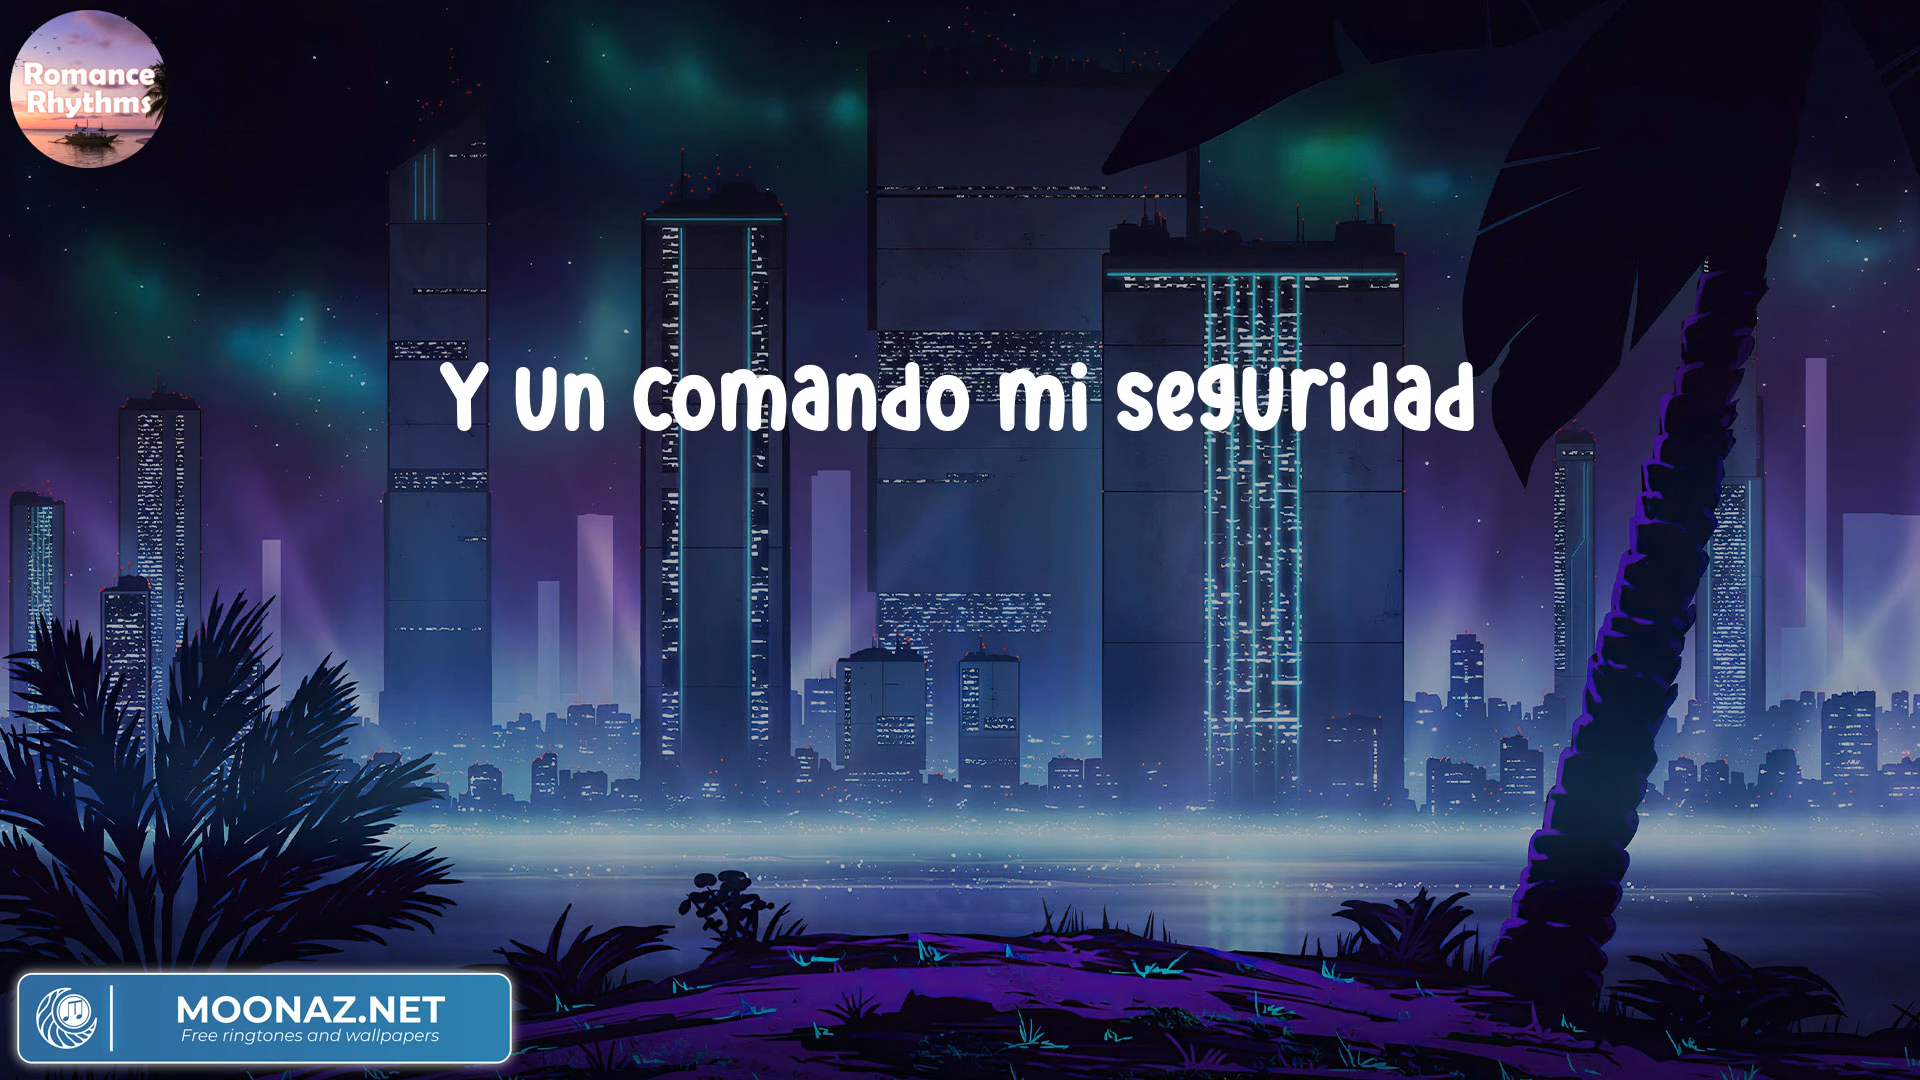 Romance
Rhythms
Y un comando mi seguridad
MOONAZ.NET
Free ringtones and wallpapers